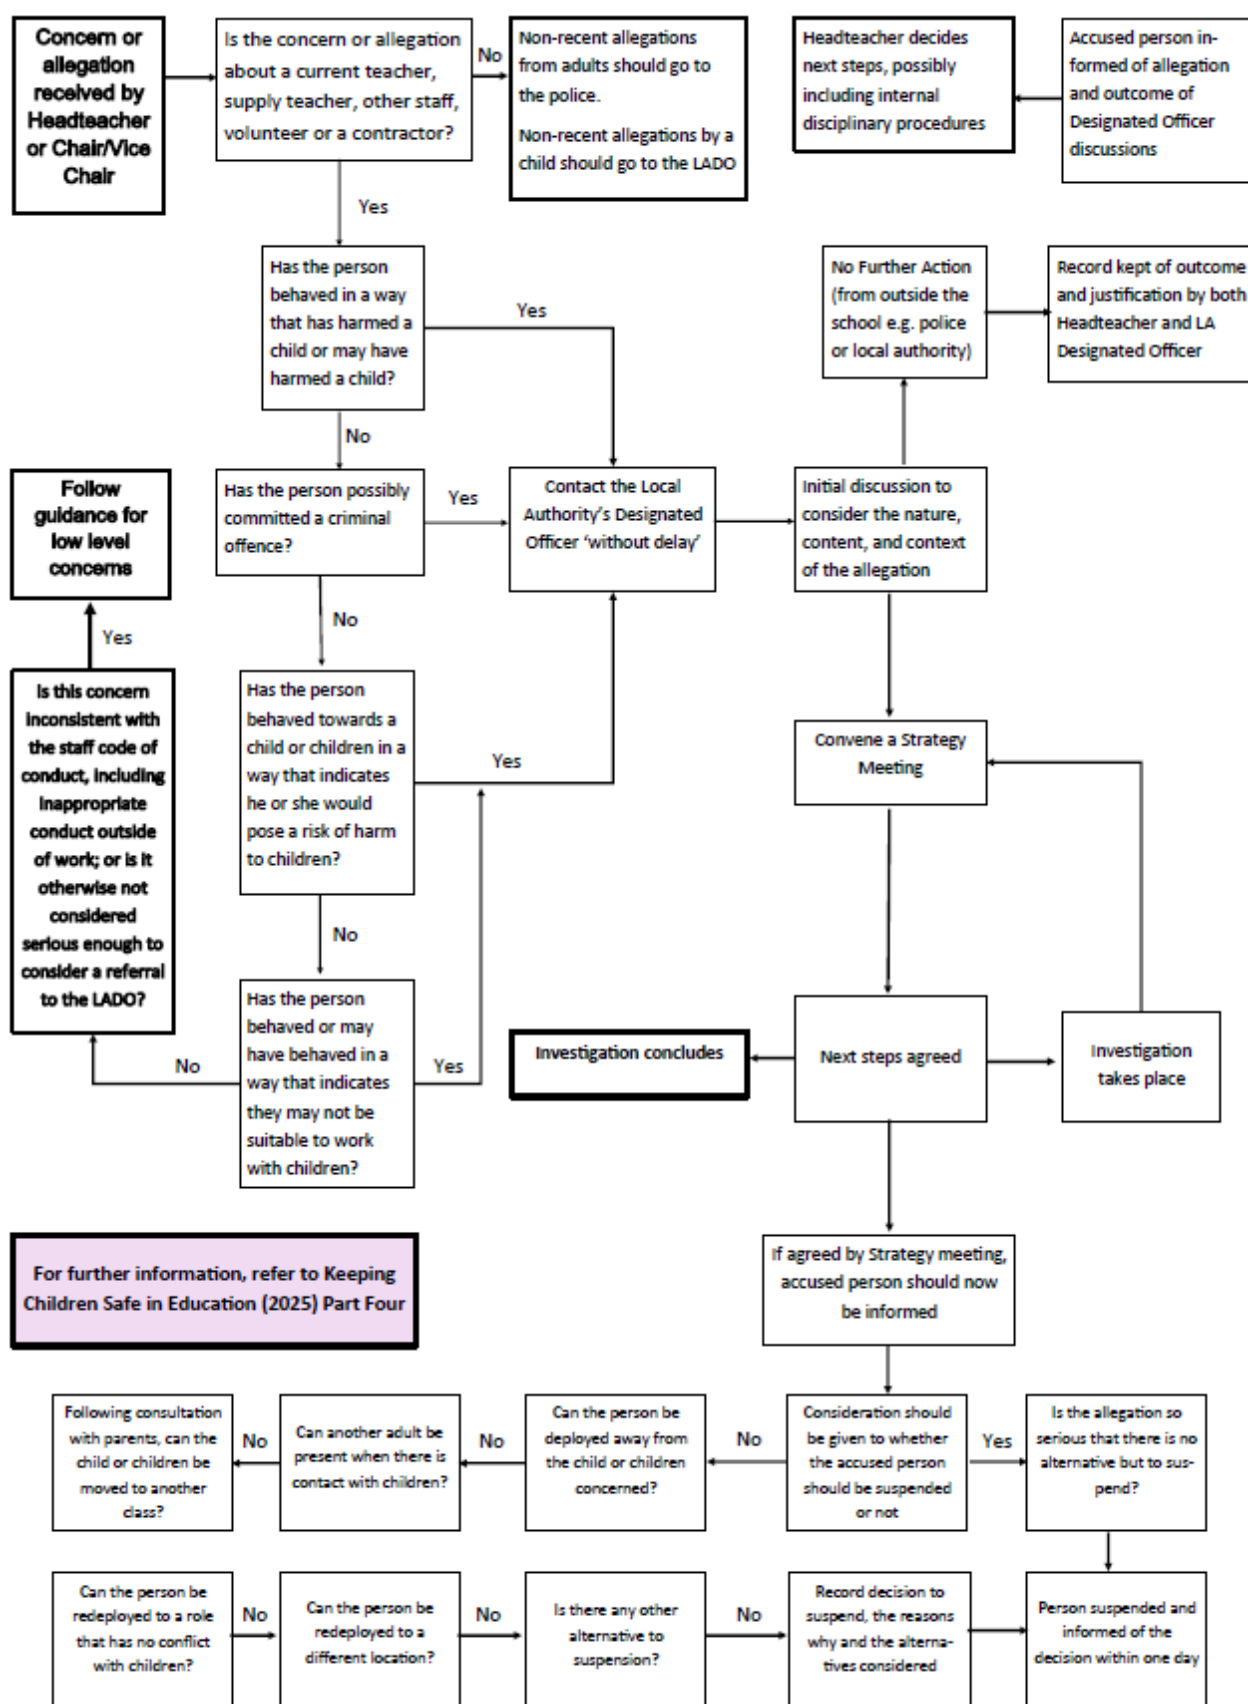 Concern or
allegation
received by
Headteacher
or Chair/Vice
Chair
Is the concern or allegation
about a current teacher,
supply teacher, other staff,
volunteer or a contractor?
No
Non-recent allegations
from adults should go to
the police.
Non-recent allegations by a
child should go to the LADO
Headteacher decides
next steps, possibly
including internal
disciplinary procedures
Accused person in-
formed of allegation
and outcome of
Designated Officer
discussions
Yes
Has the person
behaved in a way
that has harmed a
child or may have
harmed a child?
Yes
No Further Action
(from outside the
school e.g. police
or local authority)
Record kept of outcome
and justification by both
Headteacher and LA
Designated Officer
No
Follow
guidance for
low level
concerns
Has the person possibly
committed a criminal
offence?
Yes
Contact the Local
Authority's Designated
Officer 'without delay'
Initial discussion to
consider the nature,
content, and context
of the allegation
No
Yes
Is this concern
inconsistent with
the staff code of
conduct, including
inappropriate
conduct outside
of work; or is it
otherwise not
considered
serious enough to
consider a referral
to the LADO?
Has the person
behaved towards a
child or children in a
way that indicates
he or she would
pose a risk of harm
to children?
Yes
Convene a Strategy
Meeting
No
Has the person
behaved or may
have behaved in a
way that indicates
they may not be
suitable to work
with children?
No
Yes
Investigation concludes
Next steps agreed
Investigation
takes place
For further information, refer to Keeping
Children Safe in Education (2025) Part Four
If agreed by Strategy meeting,
accused person should now
be informed
Following consultation
with parents, can the
child or children be
moved to another
class?
No
Can another adult be
present when there is
contact with children?
No
Can the person be
deployed away from
the child or children
concerned?
No
Consideration should
be given to whether
the accused person
should be suspended
or not
Yes
Is the allegation so
serious that there is no
alternative but to sus-
pend?
Can the person be
redeployed to a role
that has no conflict
with children?
No
Can the person be
redeployed to a
different location?
No
Is there any other
alternative to
suspension?
No
Record decision to
suspend, the reasons
why and the alterna-
tives considered
Person suspended and
informed of the
decision within one day